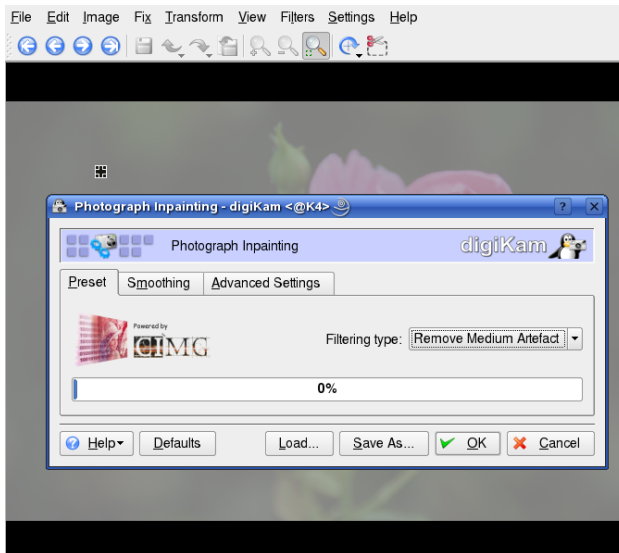 File Edit Image Fix Transform View Filters Settings Help
Photograph Inpainting - digiKam <@K4>
Photograph Inpainting
digiKam
Preset Smoothing Advanced Settings
Powered by
CIMG
Filtering type: Remove Medium Artefact
0%
Help Defaults Load... Save As... OK Cancel